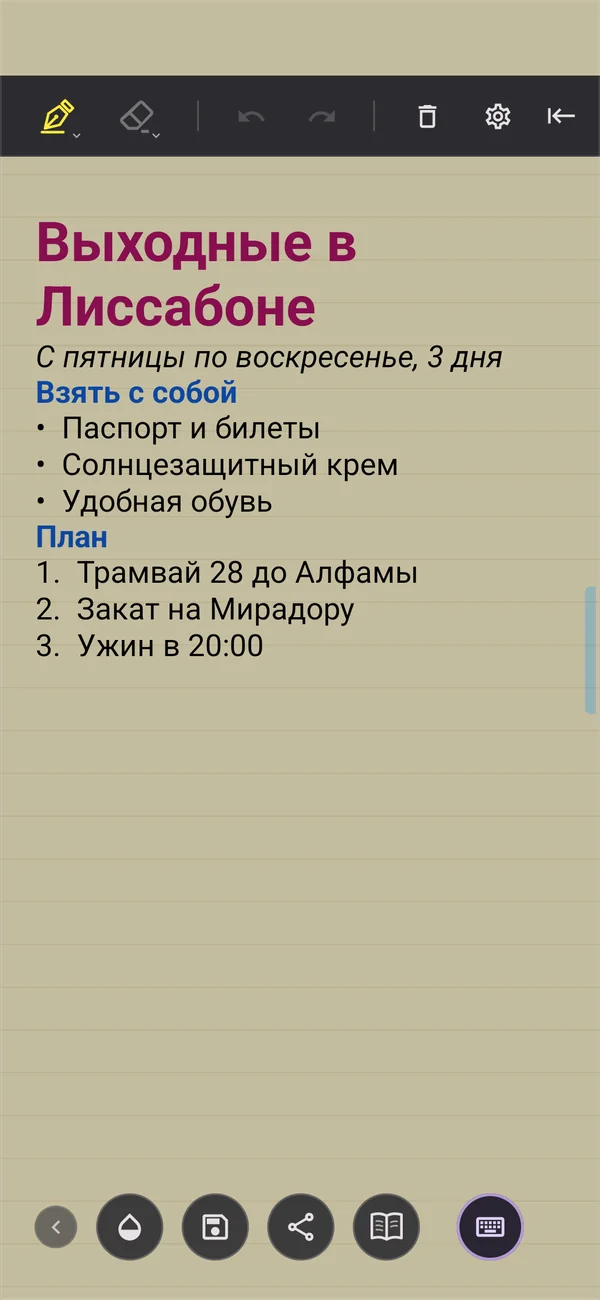 Выходные в
Лиссабоне
С пятницы по воскресенье, 3 дня
Взять с собой
• Паспорт и билеты
• Солнцезащитный крем
• Удобная обувь
План
1. Трамвай 28 до Алфамы
2. Закат на Мирадору
3. Ужин в 20:00